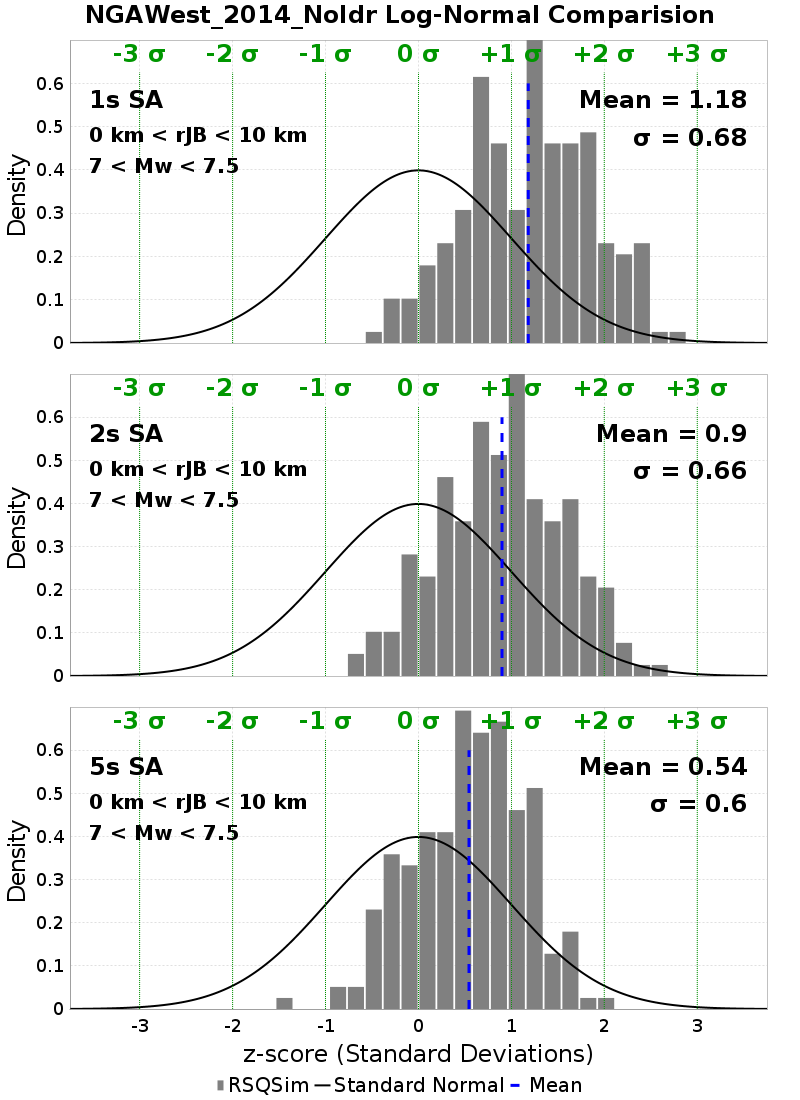 NGAWest_2014_NoIdr Log-Normal Comparision
-3 σ -2 σ -1 σ 0 σ +1 σ +2 σ +3 σ
1s SA
Mean = 1.18
0 km < rJB < 10 km
σ = 0.68
7 < Mw < 7.5
Density
0.6
0.5
0.4
0.3
0.2
0.1
0
-3 σ -2 σ -1 σ 0 σ +1 σ +2 σ +3 σ
2s SA
Mean = 0.9
0 km < rJB < 10 km
σ = 0.66
7 < Mw < 7.5
Density
0.6
0.5
0.4
0.3
0.2
0.1
0
-3 σ -2 σ -1 σ 0 σ +1 σ +2 σ +3 σ
5s SA
Mean = 0.54
0 km < rJB < 10 km
σ = 0.6
7 < Mw < 7.5
Density
0.6
0.5
0.4
0.3
0.2
0.1
0
-3 -2 -1 0 1 2 3
z-score (Standard Deviations)
RSQSim Standard Normal Mean